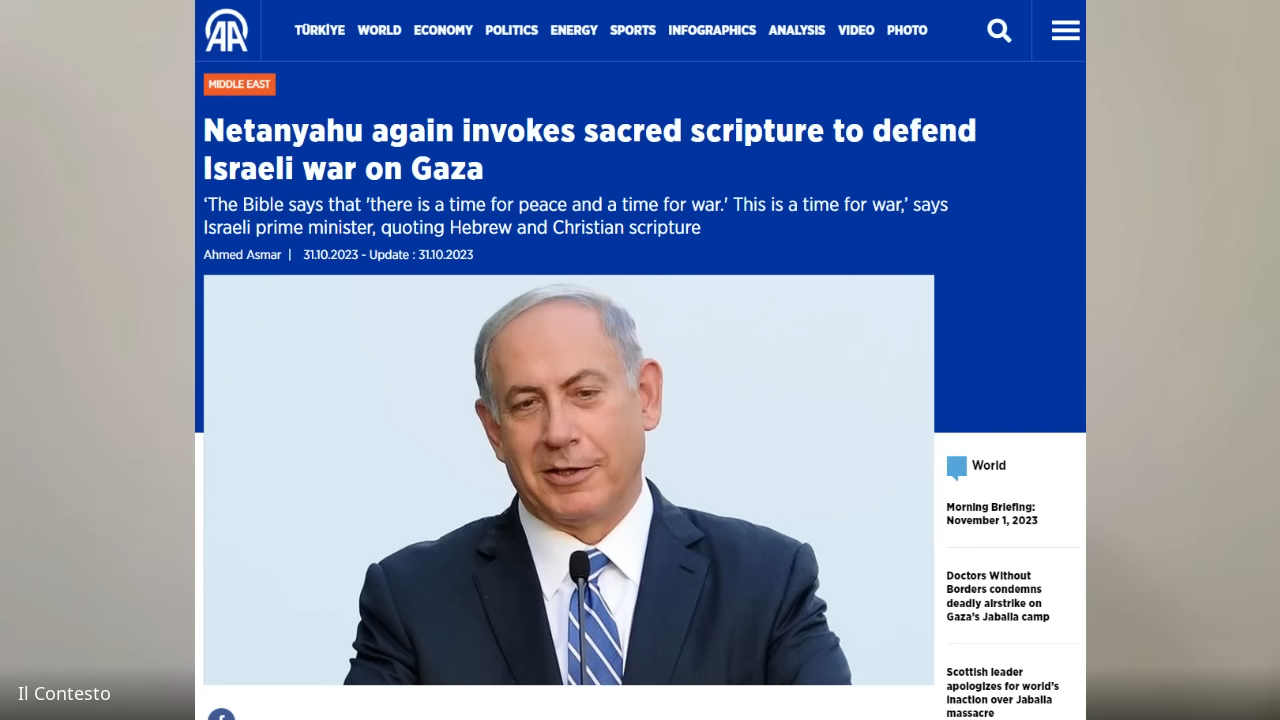 AA
TÜRKİYE WORLD ECONOMY POLITICS ENERGY SPORTS INFOGRAPHICS ANALYSIS VIDEO PHOTO
MIDDLE EAST
Netanyahu again invokes sacred scripture to defend
Israeli war on Gaza
‘The Bible says that 'there is a time for peace and a time for war.' This is a time for war,’ says
Israeli prime minister, quoting Hebrew and Christian scripture
Ahmed Asmar | 31.10.2023 - Update : 31.10.2023
World
Morning Briefing:
November 1, 2023
Doctors Without
Borders condemns
deadly airstrike on
Gaza’s Jabalia camp
Scottish leader
apologizes for world’s
inaction over Jabalia
massacre
Il Contesto